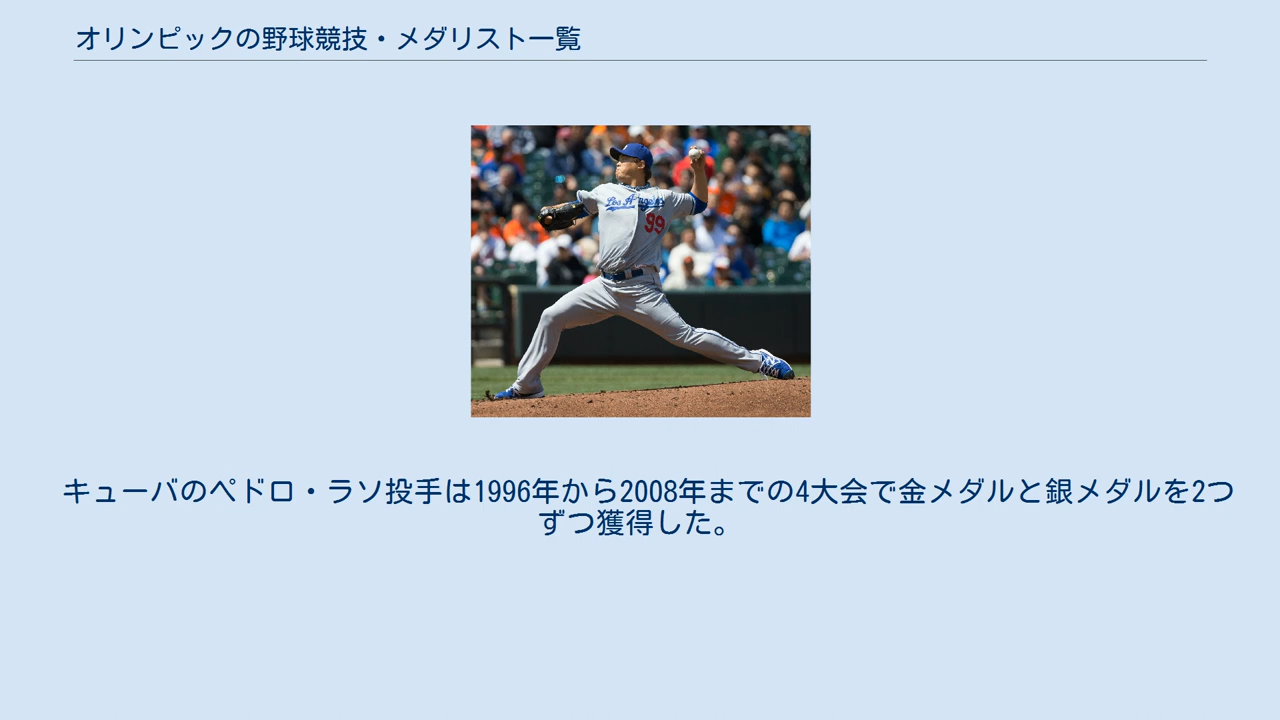 オリンピックの野球競技・メダリスト一覧
Los Angeles
99
キューバのペドロ・ラソ投手は1996年から2008年までの4大会で金メダルと銀メダルを2つ
ずつ獲得した。